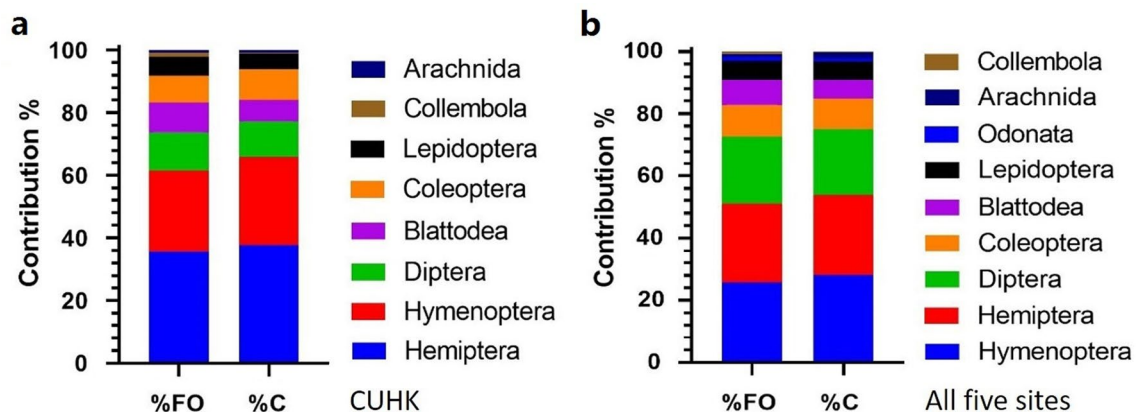 a
Contribution %
100
80
60
40
20
0
%FO %C
Arachnida
Collembola
Lepidoptera
Coleoptera
Blattodea
Diptera
Hymenoptera
Hemiptera
CUHK
b
Contribution %
100
80
60
40
20
0
%FO %C
Collembola
Arachnida
Odonata
Lepidoptera
Blattodea
Coleoptera
Diptera
Hemiptera
Hymenoptera
All five sites